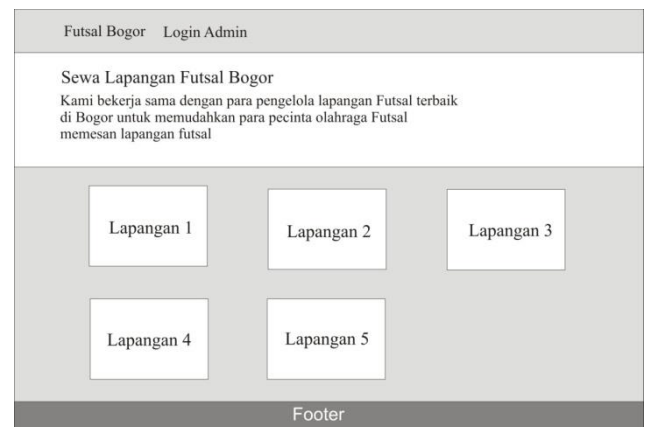 Futsal Bogor Login Admin
Sewa Lapangan Futsal Bogor
Kami bekerja sama dengan para pengelola lapangan Futsal terbaik
di Bogor untuk memudahkan para pecinta olahraga Futsal
memesan lapangan futsal
Lapangan 1
Lapangan 2
Lapangan 3
Lapangan 4
Lapangan 5
Footer